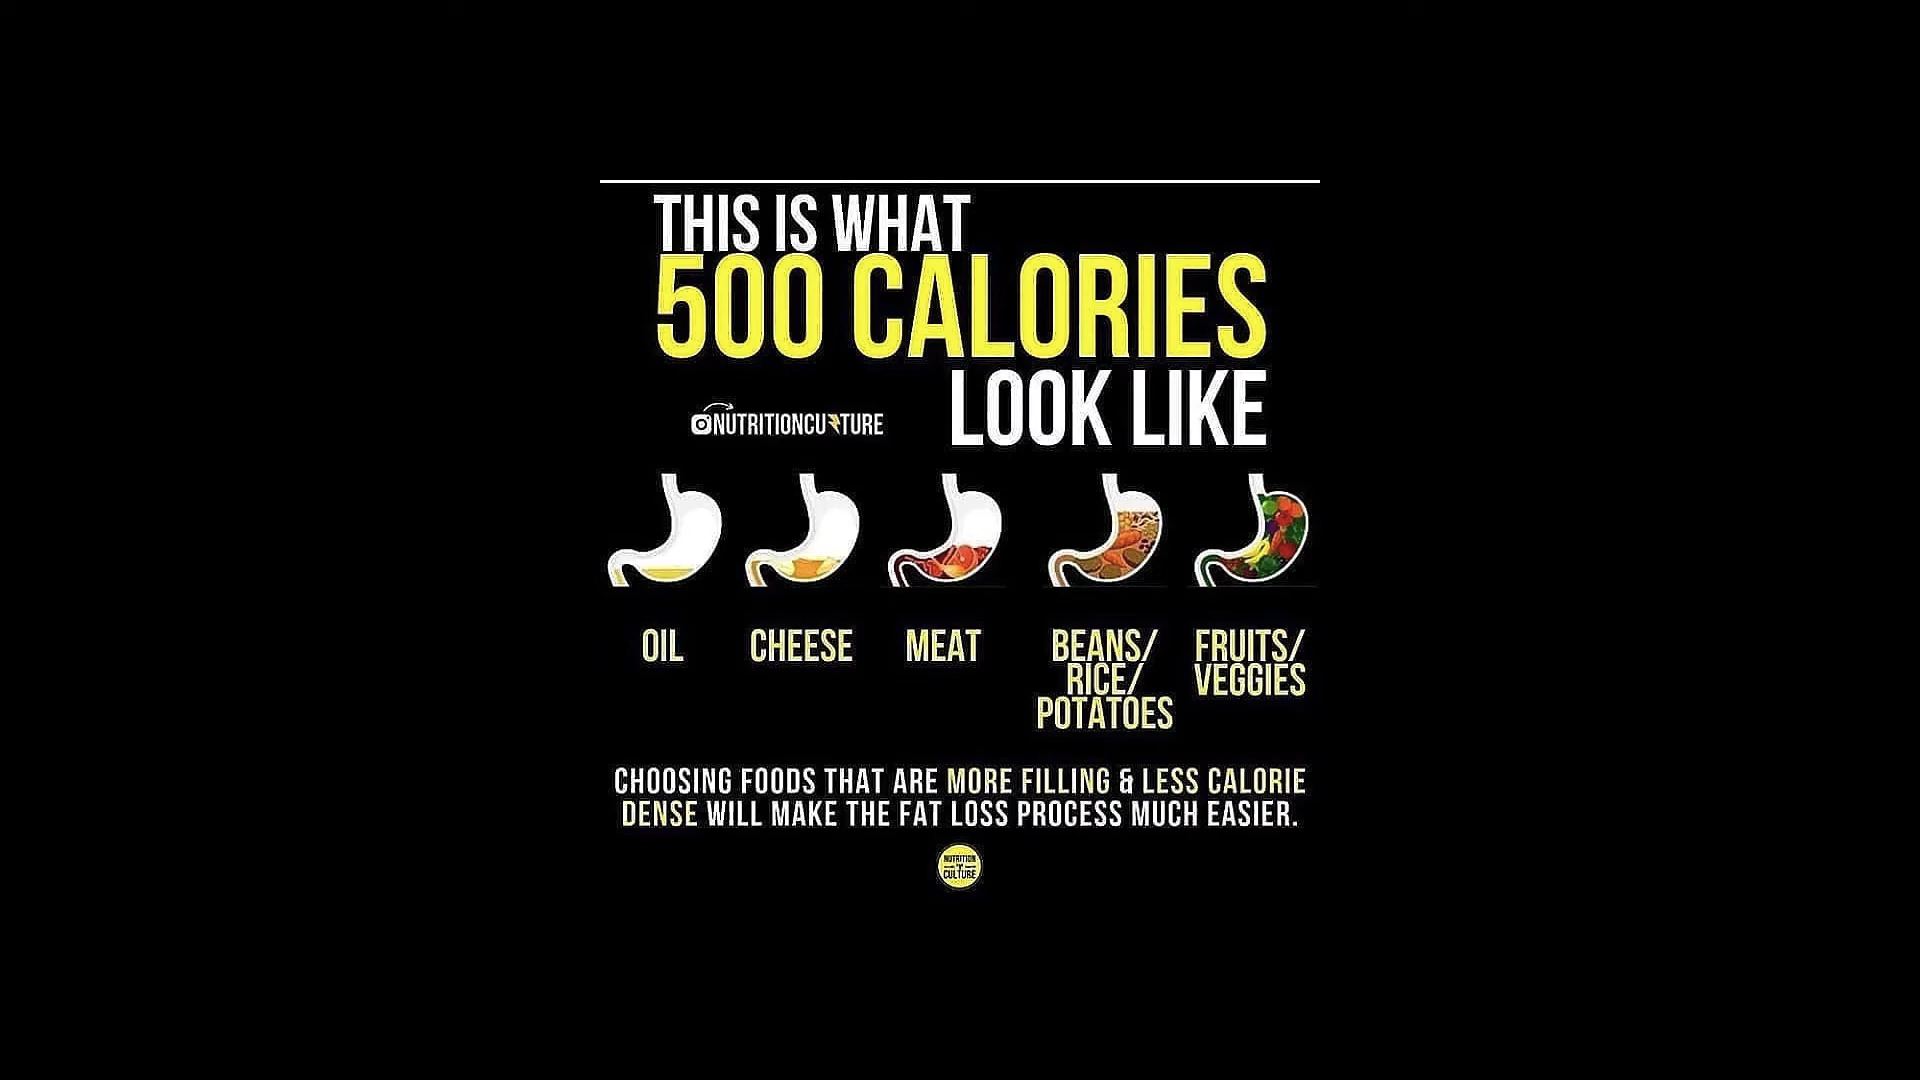 THIS IS WHAT
500 CALORIES
LOOK LIKE
NUTRITIONCULTURE
OIL
CHEESE
MEAT
BEANS/
RICE/
POTATOES
FRUITS/
VEGGIES
CHOOSING FOODS THAT ARE MORE FILLING & LESS CALORIE
DENSE WILL MAKE THE FAT LOSS PROCESS MUCH EASIER.
NUTRITION
CULTURE